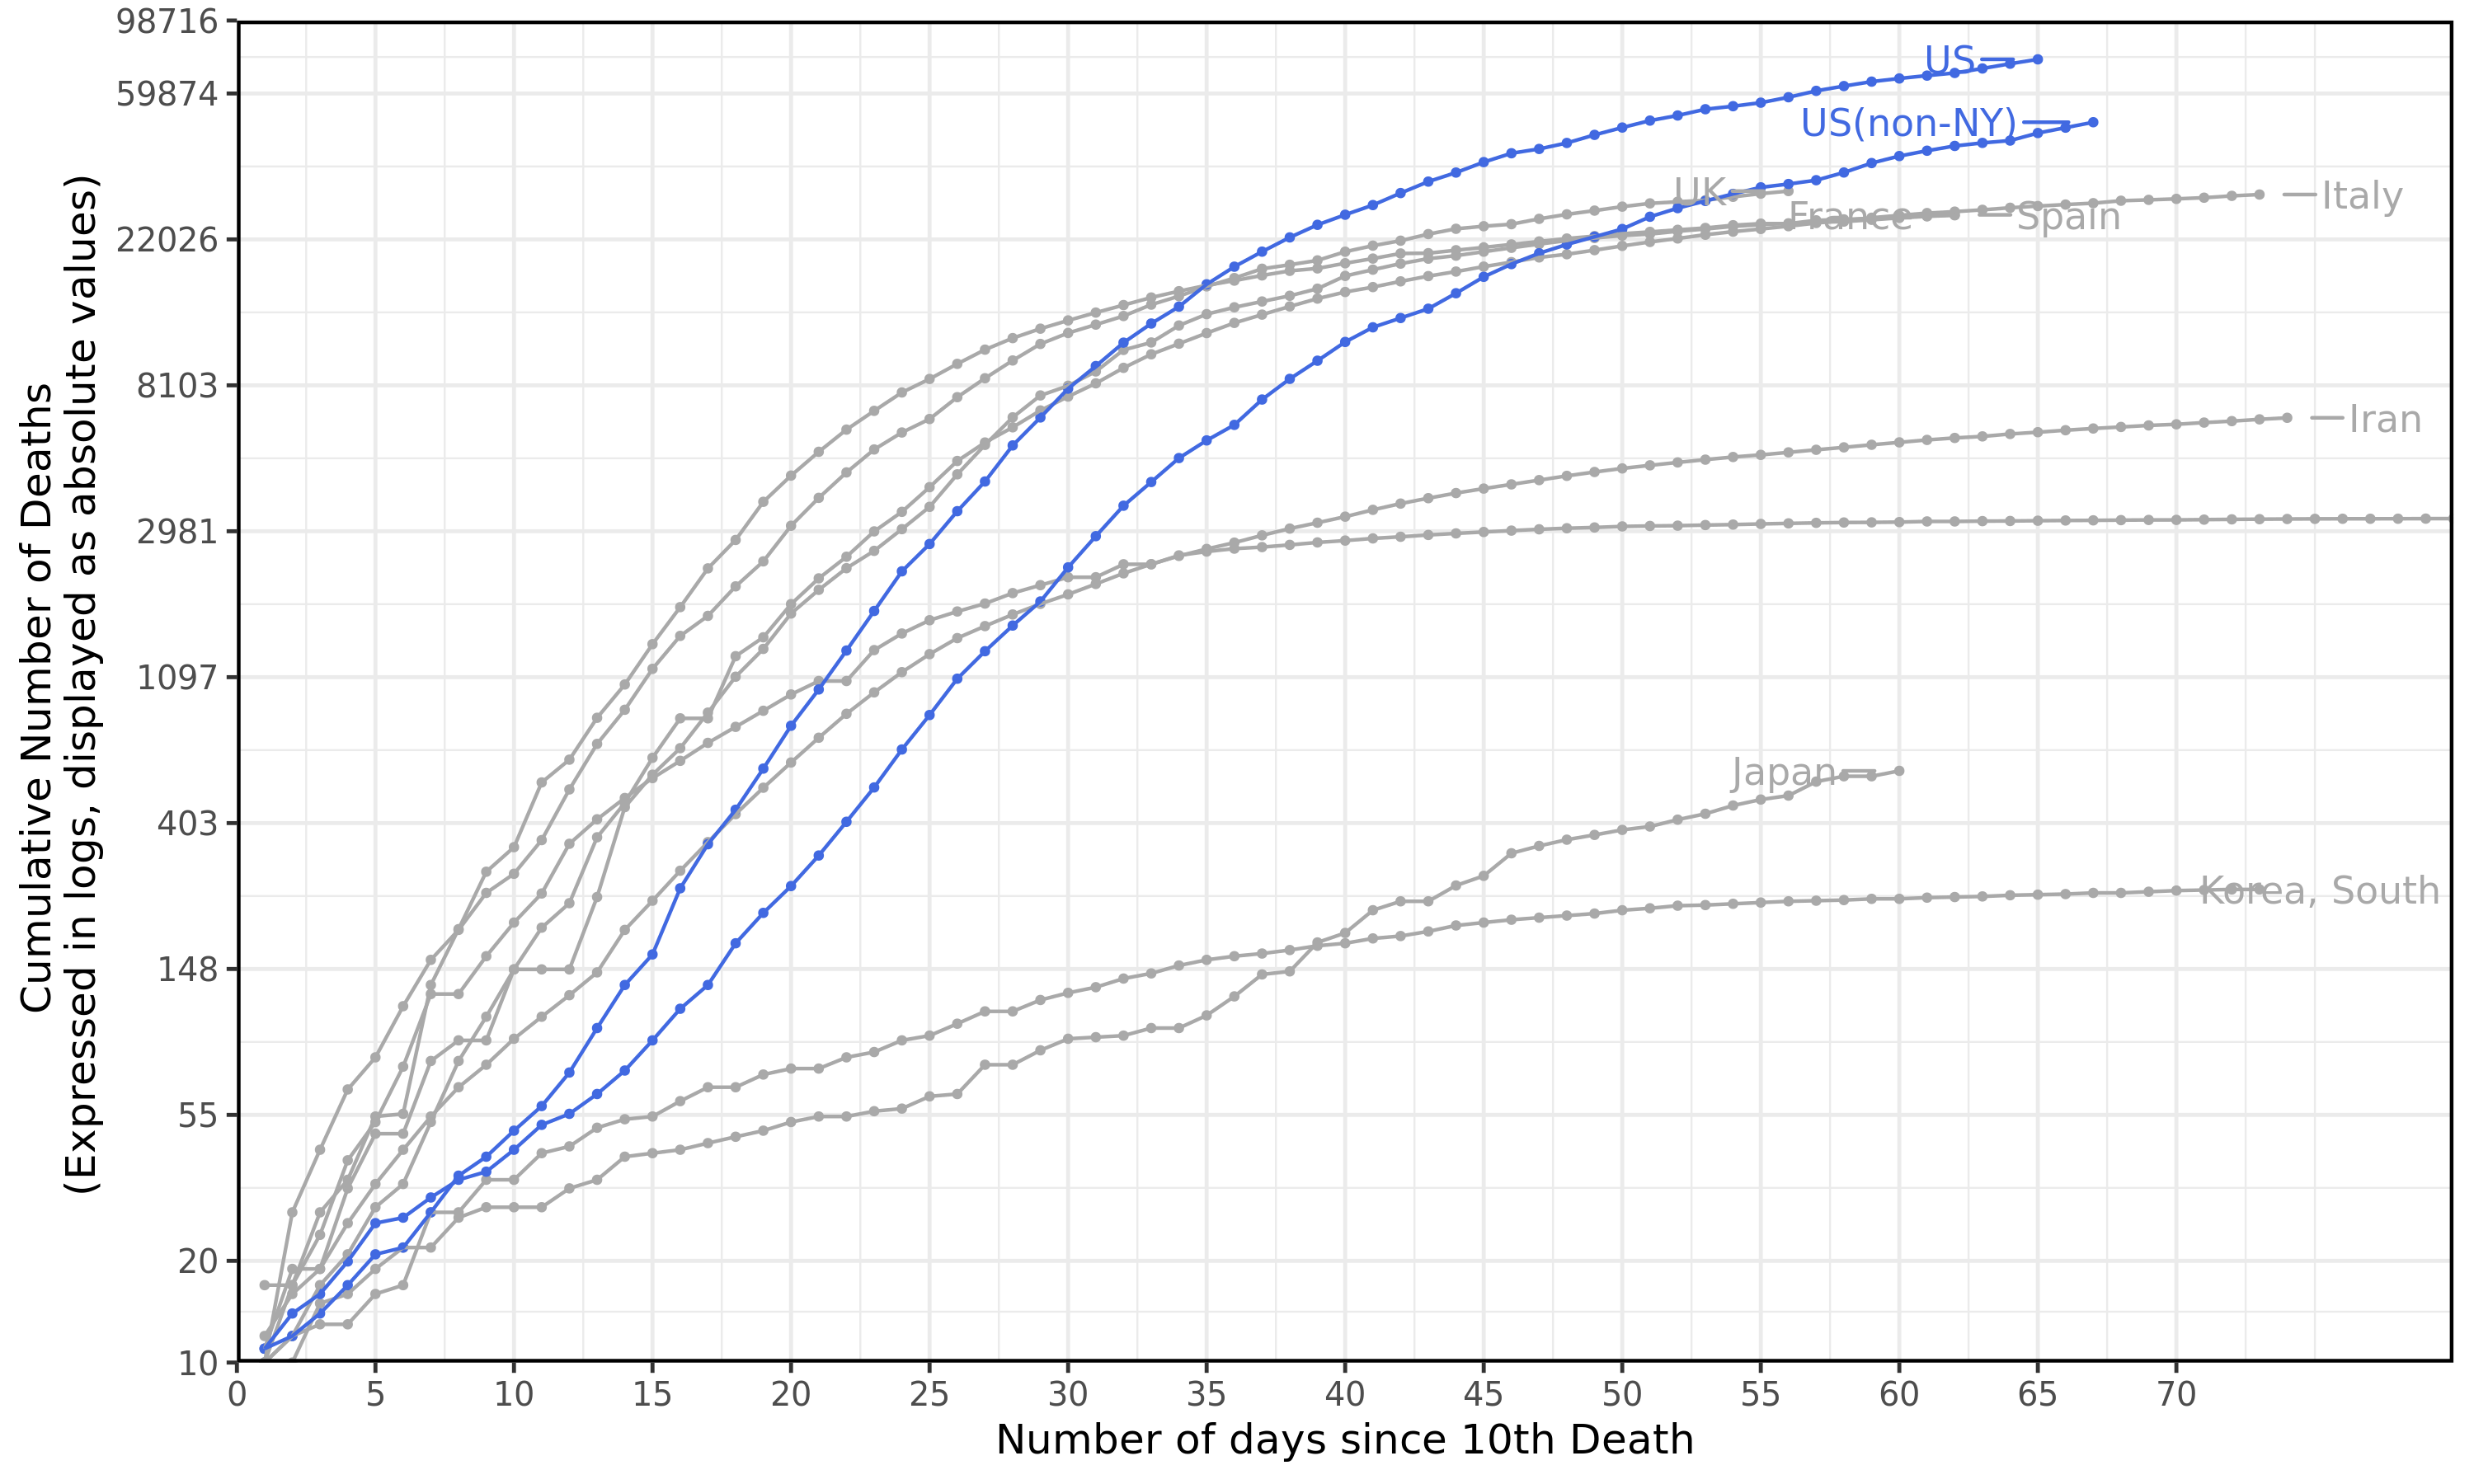 Cumulative Number of Deaths
(Expressed in logs, displayed as absolute values)
98716
59874
22026
8103
2981
1097
403
148
55
20
10
US
US(non-NY)
UK
Italy
France
Spain
Iran
Japan
Korea, South
0 5 10 15 20 25 30 35 40 45 50 55 60 65 70
Number of days since 10th Death